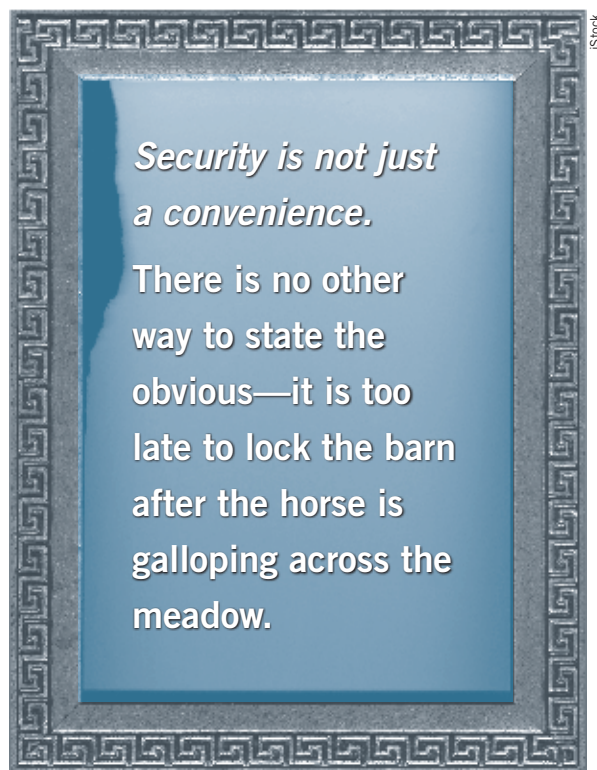 Security is not just
a convenience.
There is no other
way to state the
obvious—it is too
late to lock the barn
after the horse is
galloping across the
meadow.
iStock